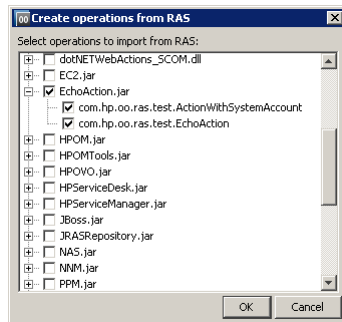 Create operations from RAS
Select operations to import from RAS:
dotNETWebActions_SCOM.dll
EC2.jar
EchoAction.jar
com.hp.oo.ras.test.ActionWithSystemAccount
com.hp.oo.ras.test.EchoAction
HPOM.jar
HPOMTools.jar
HPOVO.jar
HPServiceDesk.jar
HPServiceManager.jar
JBoss.jar
JRASRepository.jar
NAS.jar
NNM.jar
PPM.jar
OK Cancel